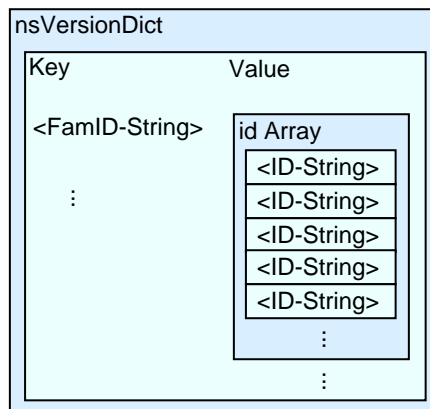 nsVersionDict
Key Value
<FamID-String> id Array
<ID-String>
⋮ <ID-String>
<ID-String>
<ID-String>
<ID-String>
⋮
⋮